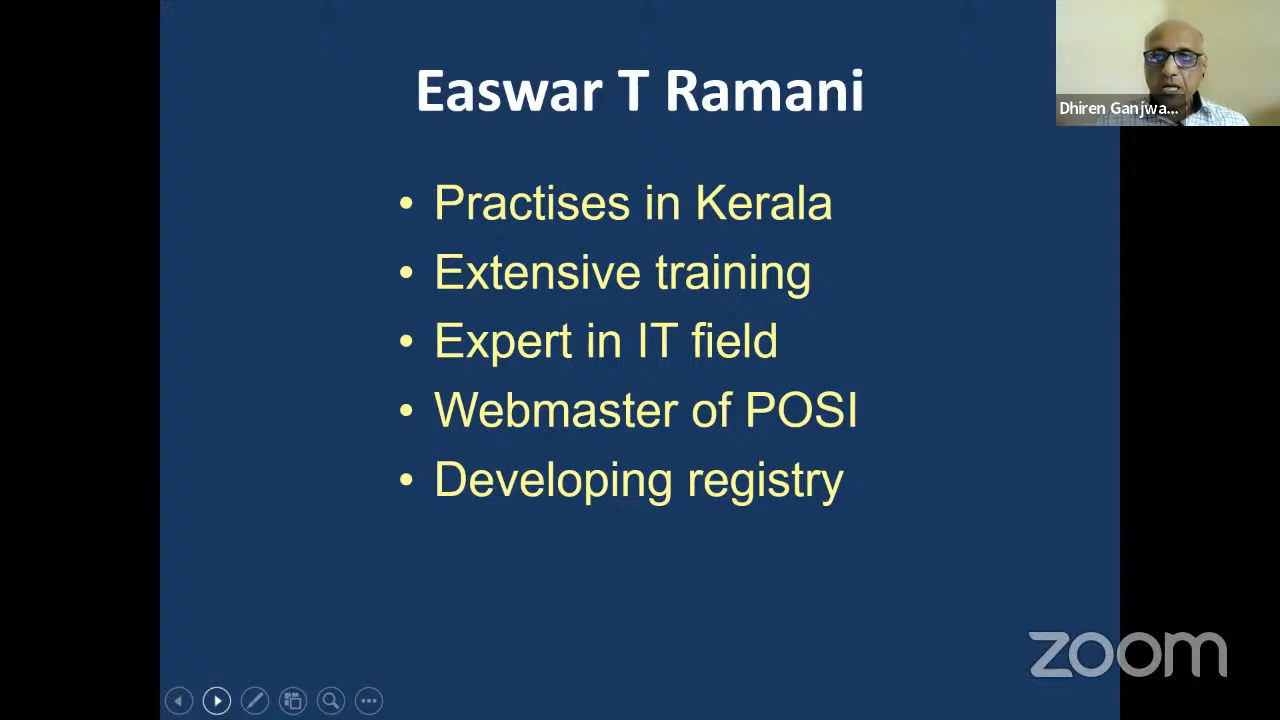 Easwar T Ramani
Dhiren Ganjwa...
• Practises in Kerala
• Extensive training
• Expert in IT field
• Webmaster of POSI
• Developing registry
zoom